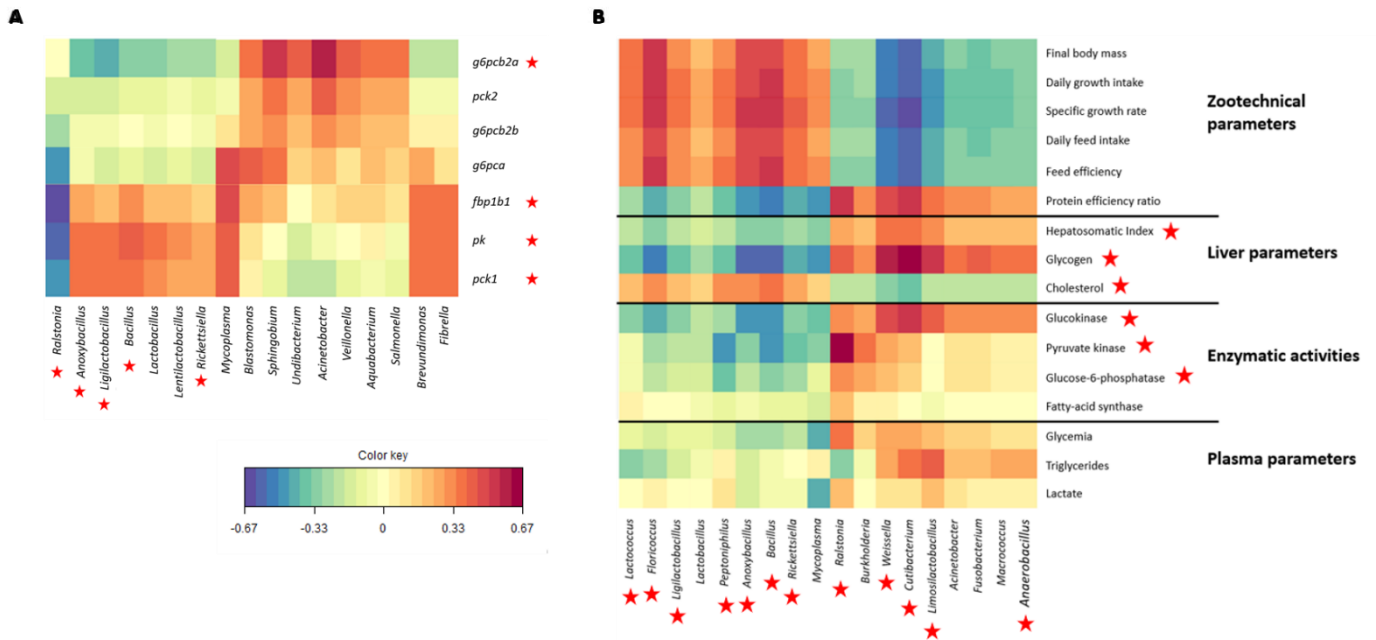 A
g6pcb2a
pck2
g6pcb2b
g6pca
fbp1b1
pk
pck1
Ralstonia
Anoxybacillus
Ligilactobacillus
Bacillus
Lactobacillus
Lentilactobacillus
Rickettsiella
Mycoplasma
Blastomonas
Sphingobium
Undibacterium
Acinetobacter
Veillonella
Aquabacterium
Salmonella
Brevundimonas
Fibrella
Color key
-0.67 -0.33 0 0.33 0.67
B
Final body mass
Daily growth intake
Specific growth rate
Daily feed intake
Feed efficiency
Protein efficiency ratio
Zootechnical
parameters
Hepatosomatic Index
Glycogen
Cholesterol
Liver parameters
Glucokinase
Pyruvate kinase
Glucose-6-phosphatase
Fatty-acid synthase
Enzymatic activities
Glycemia
Triglycerides
Lactate
Plasma parameters
Lactococcus
Floricoccus
Ligilactobacillus
Lactobacillus
Peptoniphilus
Anoxybacillus
Bacillus
Rickettsiella
Mycoplasma
Ralstonia
Burkholderia
Weissella
Cutibacterium
Limosilactobacillus
Acinetobacter
Fusobacterium
Macrococcus
Anaerobacillus